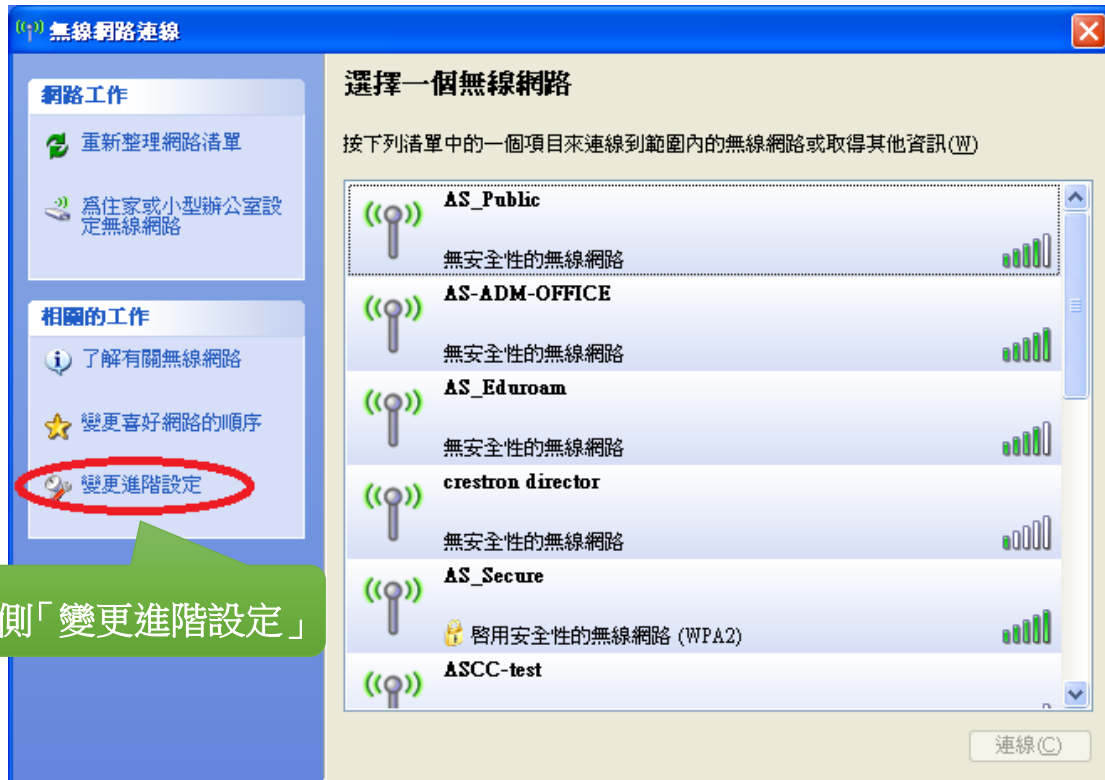 無線網路連線
網路工作
重新整理網路清單
為住家或小型辦公室設
定無線網路
相關的工作
了解有關無線網路
變更喜好網路的順序
變更進階設定
側「變更進階設定」
選擇一個無線網路
按下列清單中的一個項目來連線到範圍內的無線網路或取得其他資訊(W)
AS_Public
無安全性的無線網路
AS-ADM-OFFICE
無安全性的無線網路
AS_Eduroam
無安全性的無線網路
crestron director
無安全性的無線網路
AS_Secure
啓用安全性的無線網路 (WPA2)
ASCC-test
連線(C)